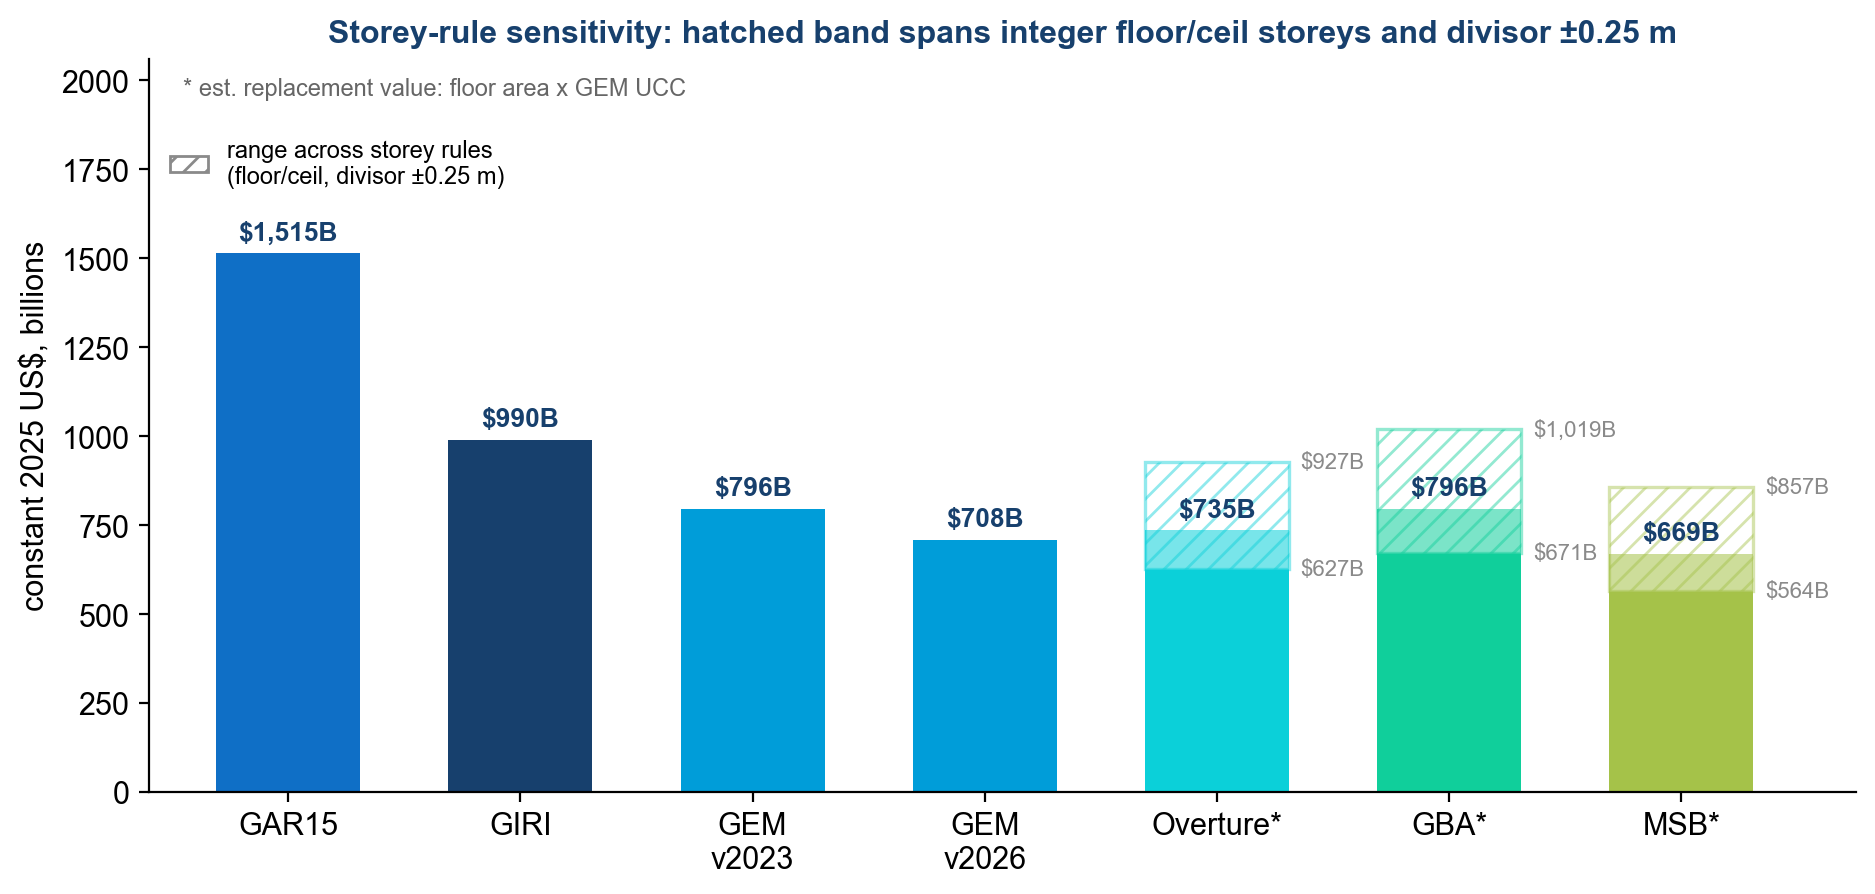 Storey-rule sensitivity: hatched band spans integer floor/ceil storeys and divisor ±0.25 m
* est. replacement value: floor area x GEM UCC
range across storey rules
(floor/ceil, divisor ±0.25 m)
constant 2025 US$, billions
2000
1750
1500
1250
1000
750
500
250
0
$1,515B
$990B
$796B
$708B
$735B
$927B
$627B
$796B
$1,019B
$671B
$669B
$857B
$564B
GAR15
GIRI
GEM
v2023
GEM
v2026
Overture*
GBA*
MSB*